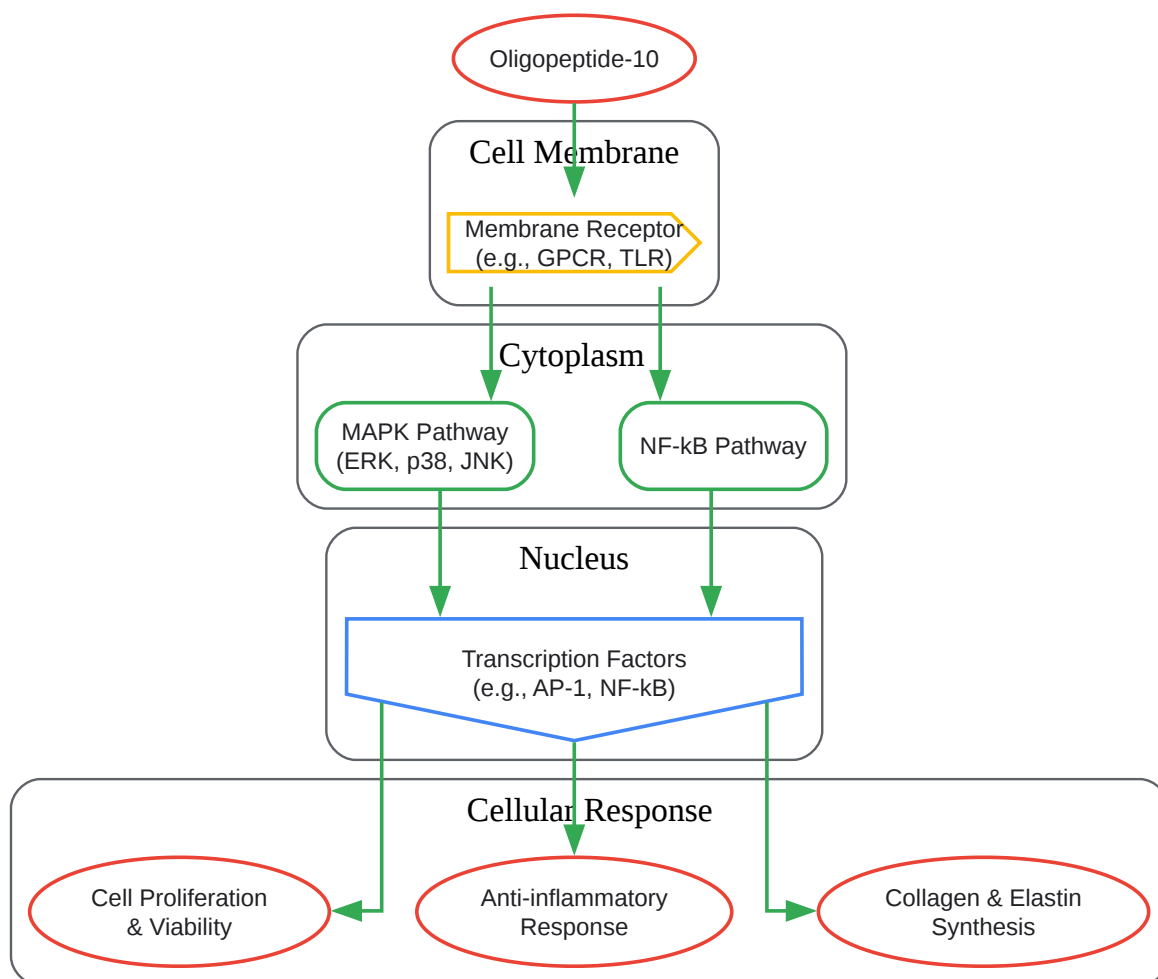 Oligopeptide-10
Cell Membrane
Membrane Receptor
(e.g., GPCR, TLR)
Cytoplasm
MAPK Pathway
(ERK, p38, JNK)
NF-kB Pathway
Nucleus
Transcription Factors
(e.g., AP-1, NF-kB)
Cellular Response
Cell Proliferation
& Viability
Anti-inflammatory
Response
Collagen & Elastin
Synthesis